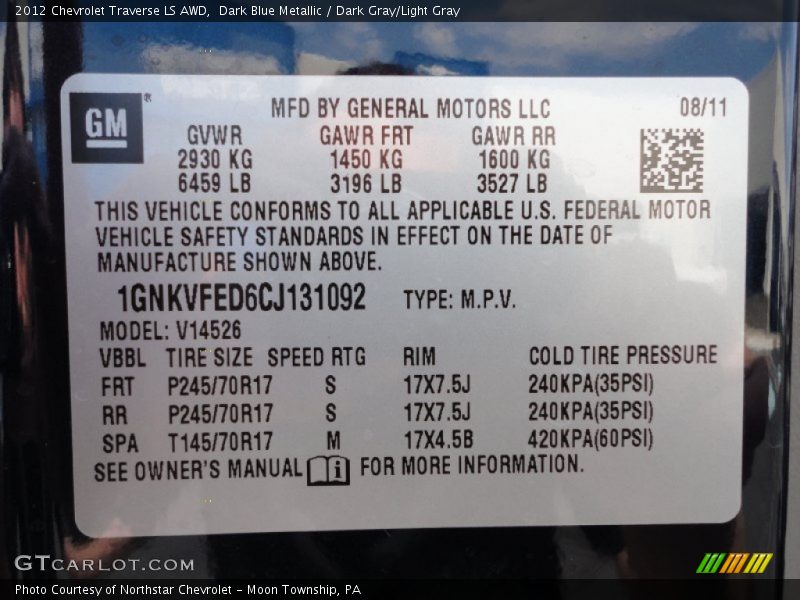 2012 Chevrolet Traverse LS AWD,  Dark Blue Metallic / Dark Gray/Light Gray
GM®
MFD BY GENERAL MOTORS LLC 08/11
GVWR GAWR FRT GAWR RR
2930 KG 1450 KG 1600 KG
6459 LB 3196 LB 3527 LB
THIS VEHICLE CONFORMS TO ALL APPLICABLE U.S. FEDERAL MOTOR
VEHICLE SAFETY STANDARDS IN EFFECT ON THE DATE OF
MANUFACTURE SHOWN ABOVE.
1GNKVFED6CJ131092 TYPE: M.P.V.
MODEL: V14526
VBBL TIRE SIZE SPEED RTG RIM COLD TIRE PRESSURE
FRT P245/70R17 S 17X7.5J 240KPA(35PSI)
RR P245/70R17 S 17X7.5J 240KPA(35PSI)
SPA T145/70R17 M 17X4.5B 420KPA(60PSI)
SEE OWNER'S MANUAL i FOR MORE INFORMATION.
GTCARLOT.COM
Photo Courtesy of Northstar Chevrolet - Moon Township, PA